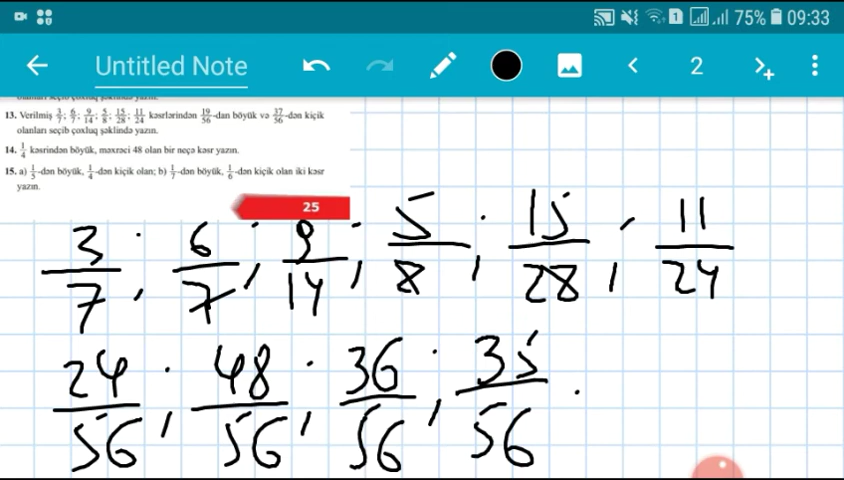 75% 09:33
Untitled Note 2
13. Verilmiş 3/7; 6/7; 9/14; 5/8; 15/28; 11/24 kəsrlərindən 19/56-dan böyük və 37/56-dən kiçik
olanları seçib çoxluq şəklində yazın.
14. 1/4 kəsrindən böyük, məxrəci 48 olan bir neçə kəsr yazın.
15. a) 1/5-dən böyük, 1/4-dən kiçik olan; b) 1/7-dən böyük, 1/6-dən kiçik olan iki kəsr
yazın.
25
3/7; 6/7; 9/14; 5/8; 15/28; 11/24
24/56; 48/56; 36/56; 35/56